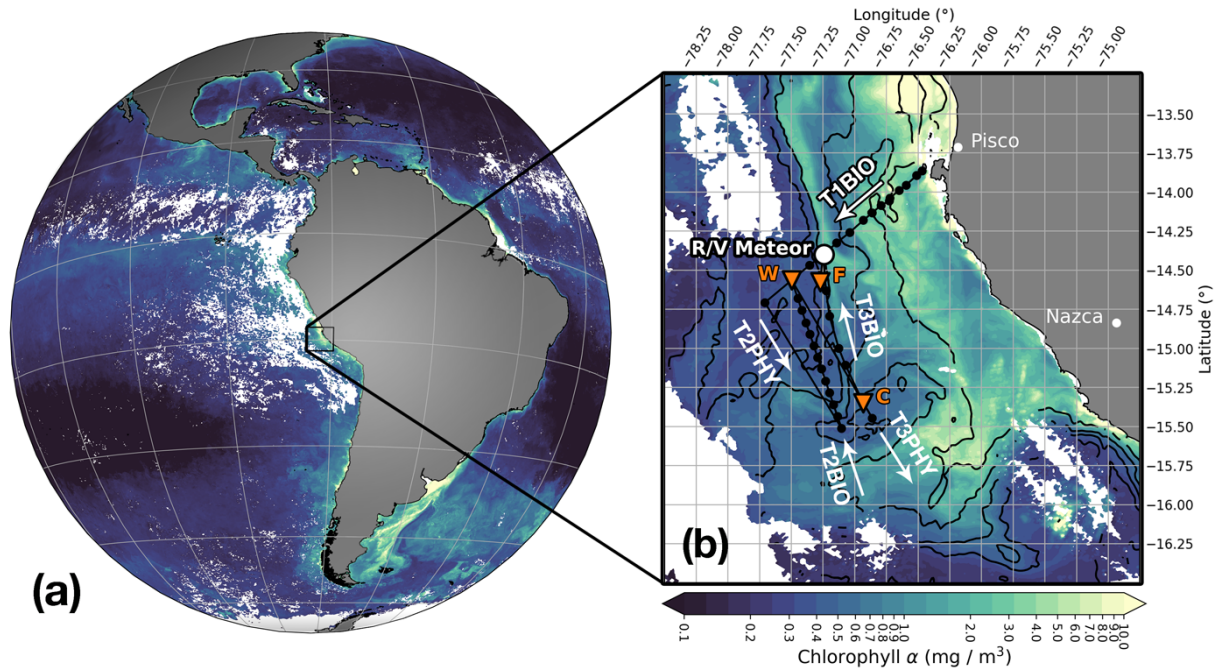 Longitude (°)
−78.25 −78.00 −77.75 −77.50 −77.25 −77.00 −76.75 −76.50 −76.25 −76.00 −75.75 −75.50 −75.25 −75.00
−13.50
Pisco
−13.75
T1BIO
−14.00
R/V Meteor
−14.25
W
F
−14.50
Nazca
−14.75
T2PHY
T3BIO
−15.00
Latitude (°)
−15.25
C
−15.50
T3PHY
T2BIO
−15.75
−16.00
−16.25
(a)
(b)
0.1 0.2 0.3 0.4 0.5 0.6 0.7 0.8 0.9 1.0 2.0 3.0 4.0 5.0 6.0 7.0 8.0 9.0 10.0
Chlorophyll α (mg / m³)